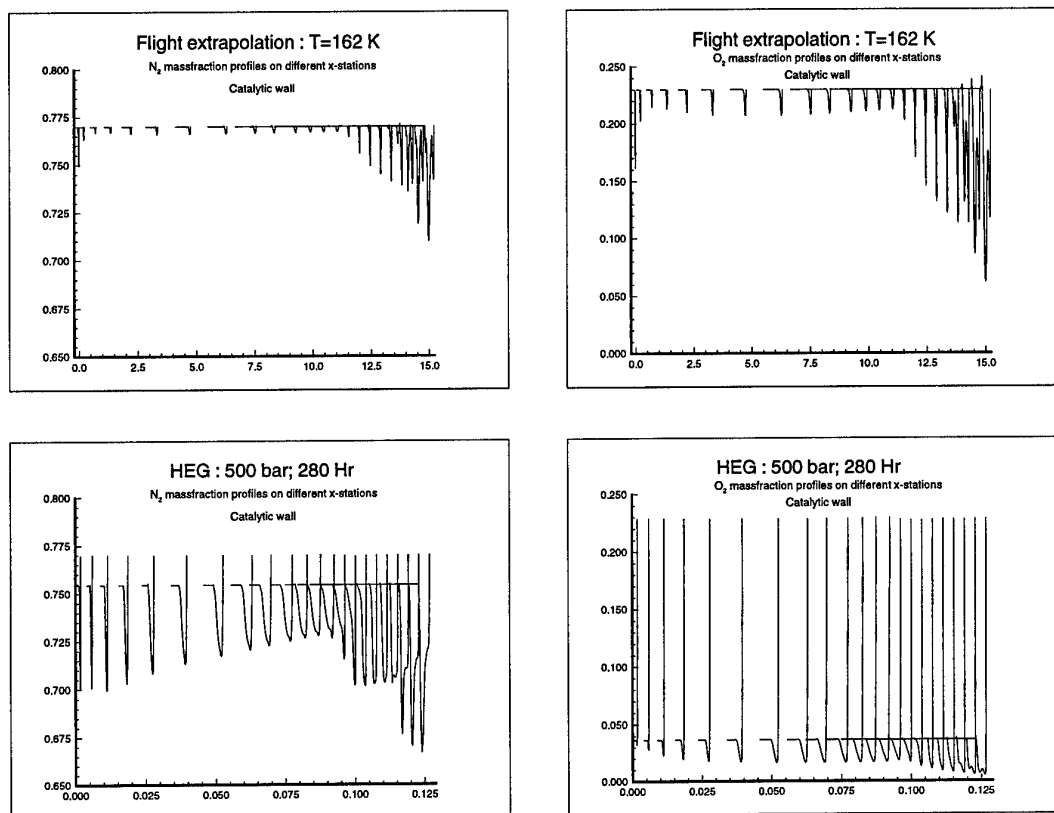 Flight extrapolation : T=162 K
N2 massfraction profiles on different x-stations
Catalytic wall
0.800
0.775
0.750
0.725
0.700
0.675
0.650
0.0 2.5 5.0 7.5 10.0 12.5 15.0
Flight extrapolation : T=162 K
O2 massfraction profiles on different x-stations
Catalytic wall
0.250
0.200
0.150
0.100
0.050
0.000
0.0 2.5 5.0 7.5 10.0 12.5 15.0
HEG : 500 bar; 280 Hr
N2 massfraction profiles on different x-stations
Catalytic wall
0.800
0.775
0.750
0.725
0.700
0.675
0.650
0.000 0.025 0.050 0.075 0.100 0.125
HEG : 500 bar; 280 Hr
O2 massfraction profiles on different x-stations
Catalytic wall
0.250
0.200
0.150
0.100
0.050
0.000
0.000 0.025 0.050 0.075 0.100 0.125